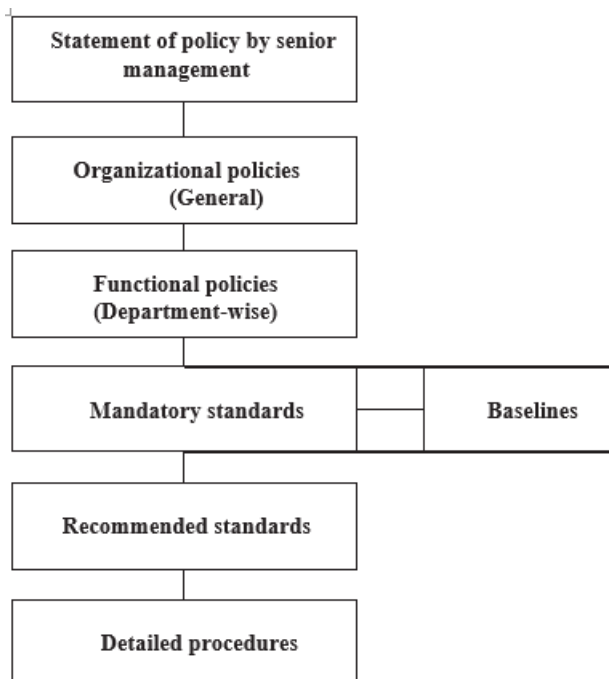 Statement of policy by senior
management
Organizational policies
(General)
Functional policies
(Department-wise)
Mandatory standards
Baselines
Recommended standards
Detailed procedures